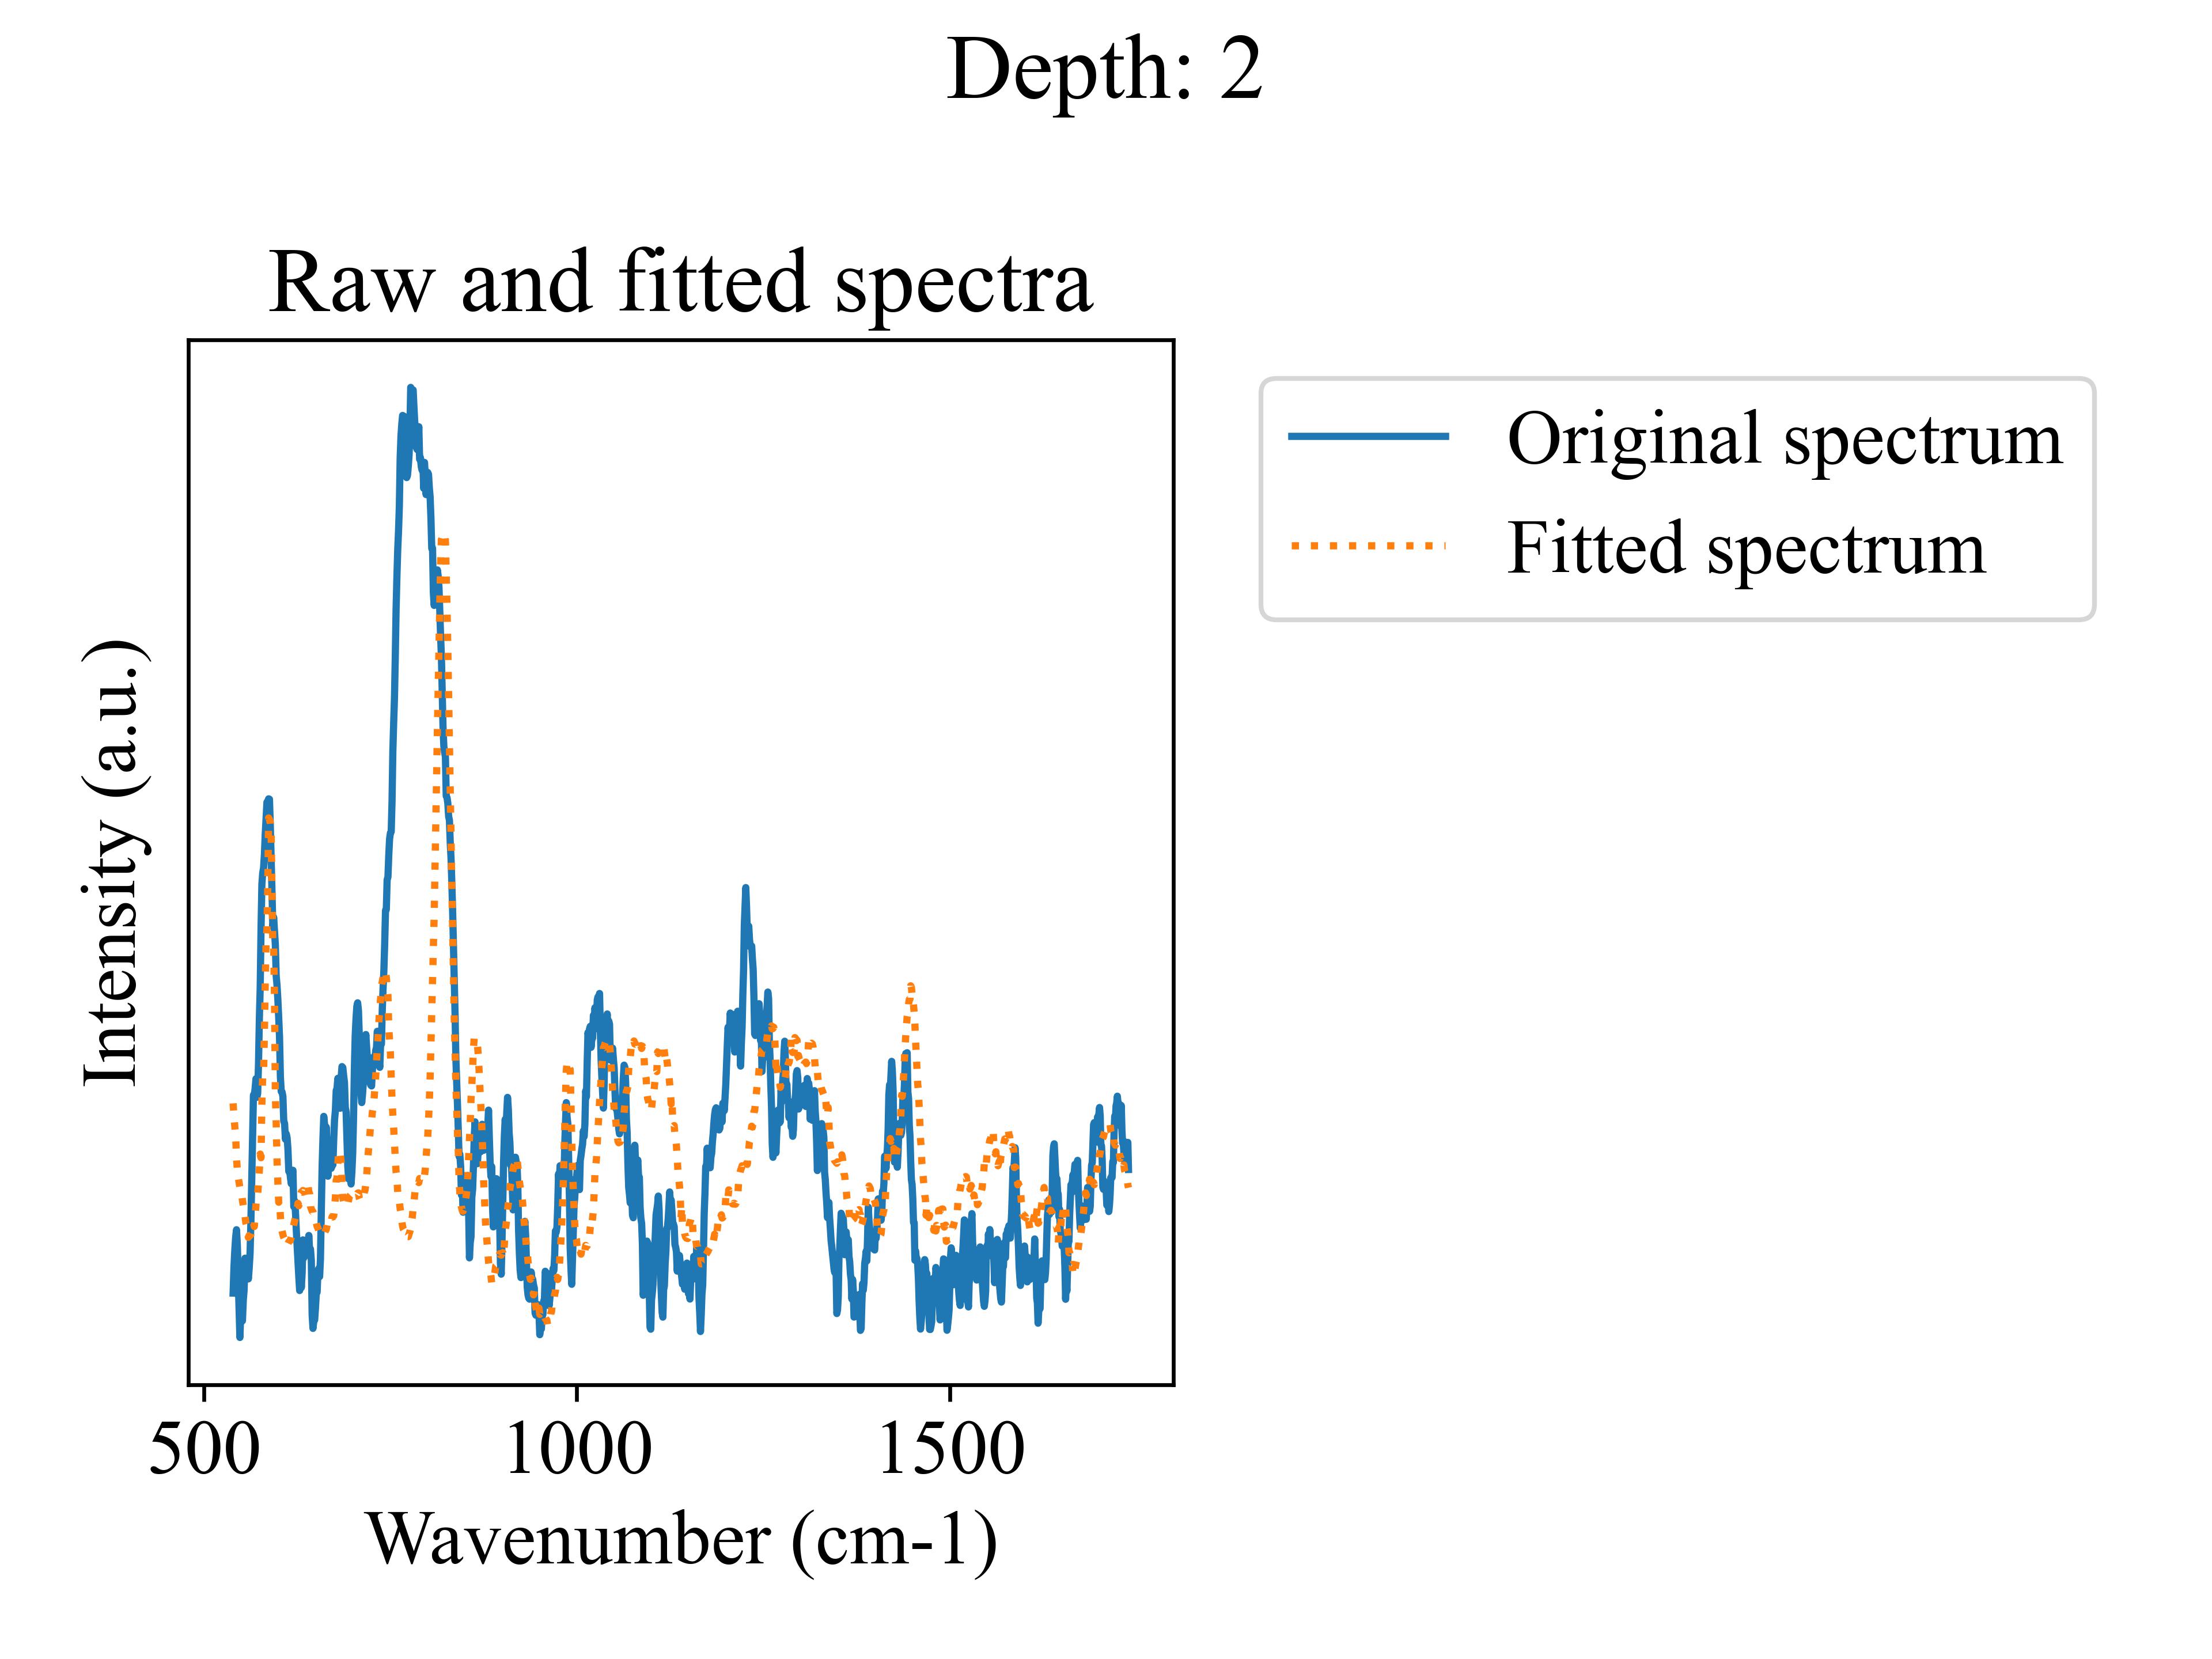 Depth: 2
Raw and fitted spectra
Original spectrum
Fitted spectrum
Intensity (a.u.)
500 1000 1500
Wavenumber (cm-1)